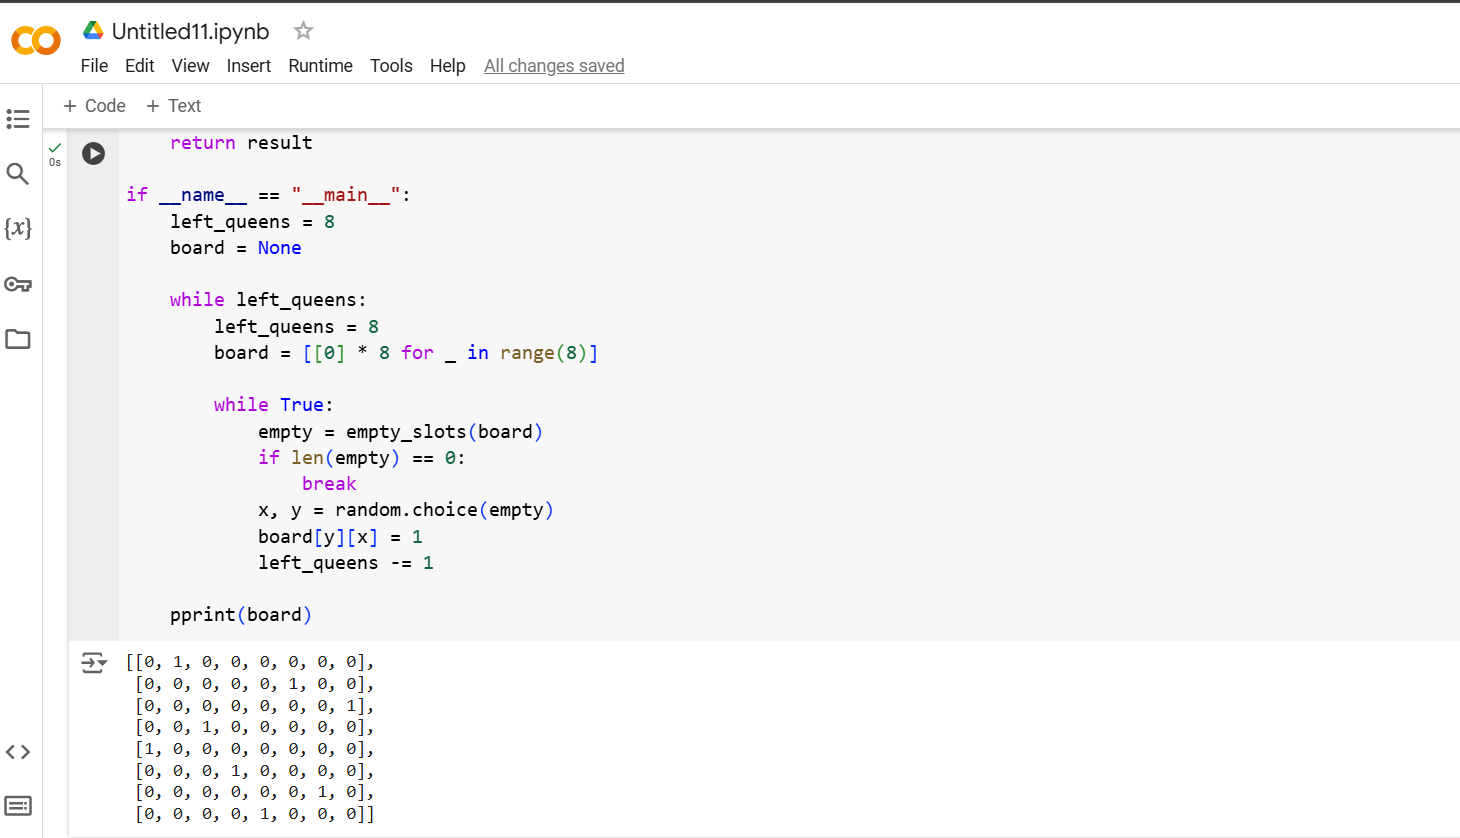 Untitled11.ipynb
File Edit View Insert Runtime Tools Help All changes saved
+ Code + Text
0s
    return result
if __name__ == "__main__":
    left_queens = 8
    board = None
    while left_queens:
        left_queens = 8
        board = [[0] * 8 for _ in range(8)]
        while True:
            empty = empty_slots(board)
            if len(empty) == 0:
                break
            x, y = random.choice(empty)
            board[y][x] = 1
            left_queens -= 1
    pprint(board)
[[0, 1, 0, 0, 0, 0, 0, 0],
 [0, 0, 0, 0, 0, 1, 0, 0],
 [0, 0, 0, 0, 0, 0, 0, 1],
 [0, 0, 1, 0, 0, 0, 0, 0],
 [1, 0, 0, 0, 0, 0, 0, 0],
 [0, 0, 0, 1, 0, 0, 0, 0],
 [0, 0, 0, 0, 0, 0, 1, 0],
 [0, 0, 0, 0, 1, 0, 0, 0]]